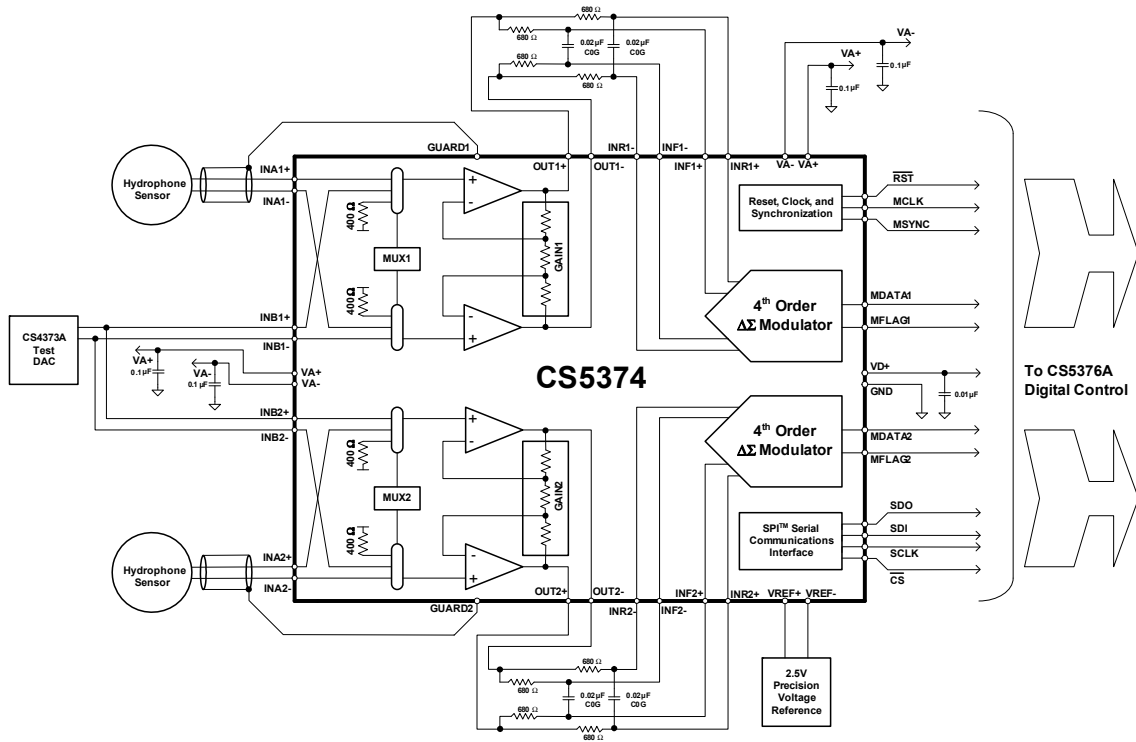 680 Ω
680 Ω
0.02µF
C0G
0.02µF
C0G
680 Ω
680 Ω
VA-
0.1µF
VA+
0.1µF
GUARD1
OUT1+
OUT1-
INR1-
INF1-
INF1+
INR1+
VA-
VA+
Hydrophone
Sensor
INA1+
INA1-
400 Ω
MUX1
400 Ω
+
-
-
+
GAIN1
Reset, Clock, and
Synchronization
RST
MCLK
MSYNC
4th Order
ΔΣ Modulator
MDATA1
MFLAG1
CS4373A
Test
DAC
INB1+
INB1-
VA+
0.1µF
VA-
0.1 µF
VA+
VA-
CS5374
VD+
GND
0.01µF
To CS5376A
Digital Control
INB2+
INB2-
400 Ω
MUX2
400 Ω
+
-
-
+
GAIN2
4th Order
ΔΣ Modulator
MDATA2
MFLAG2
Hydrophone
Sensor
INA2+
INA2-
SPI™ Serial
Communications
Interface
SDO
SDI
SCLK
CS
GUARD2
OUT2+
OUT2-
INR2-
INF2-
INF2+
INR2+
VREF+
VREF-
680 Ω
680 Ω
0.02µF
C0G
0.02µF
C0G
680 Ω
680 Ω
2.5V
Precision
Voltage
Reference